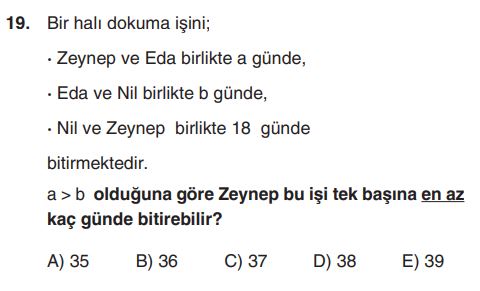 19. Bir halı dokuma işini;
· Zeynep ve Eda birlikte a günde,
· Eda ve Nil birlikte b günde,
· Nil ve Zeynep birlikte 18 günde
bitirmektedir.
a > b olduğuna göre Zeynep bu işi tek başına en az
kaç günde bitirebilir?
A) 35 B) 36 C) 37 D) 38 E) 39